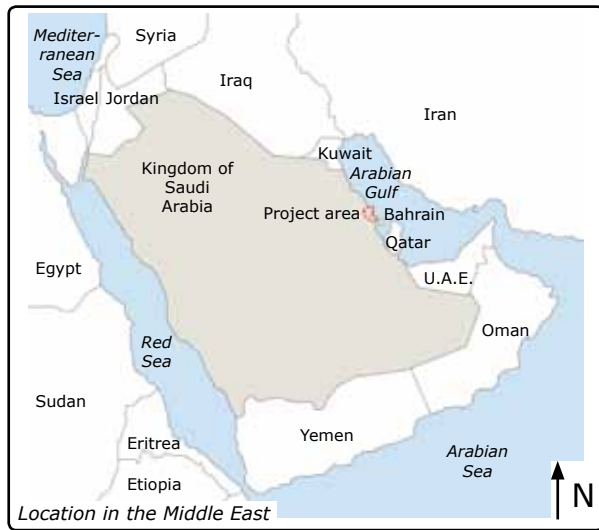 Mediter-
ranean
Sea
Syria
Iraq
Iran
Israel
Jordan
Kuwait
Arabian
Gulf
Kingdom of
Saudi
Arabia
Project area
Bahrain
Qatar
Egypt
U.A.E.
Oman
Red
Sea
Sudan
Eritrea
Yemen
Arabian
Sea
Etiopia
N
Location in the Middle East